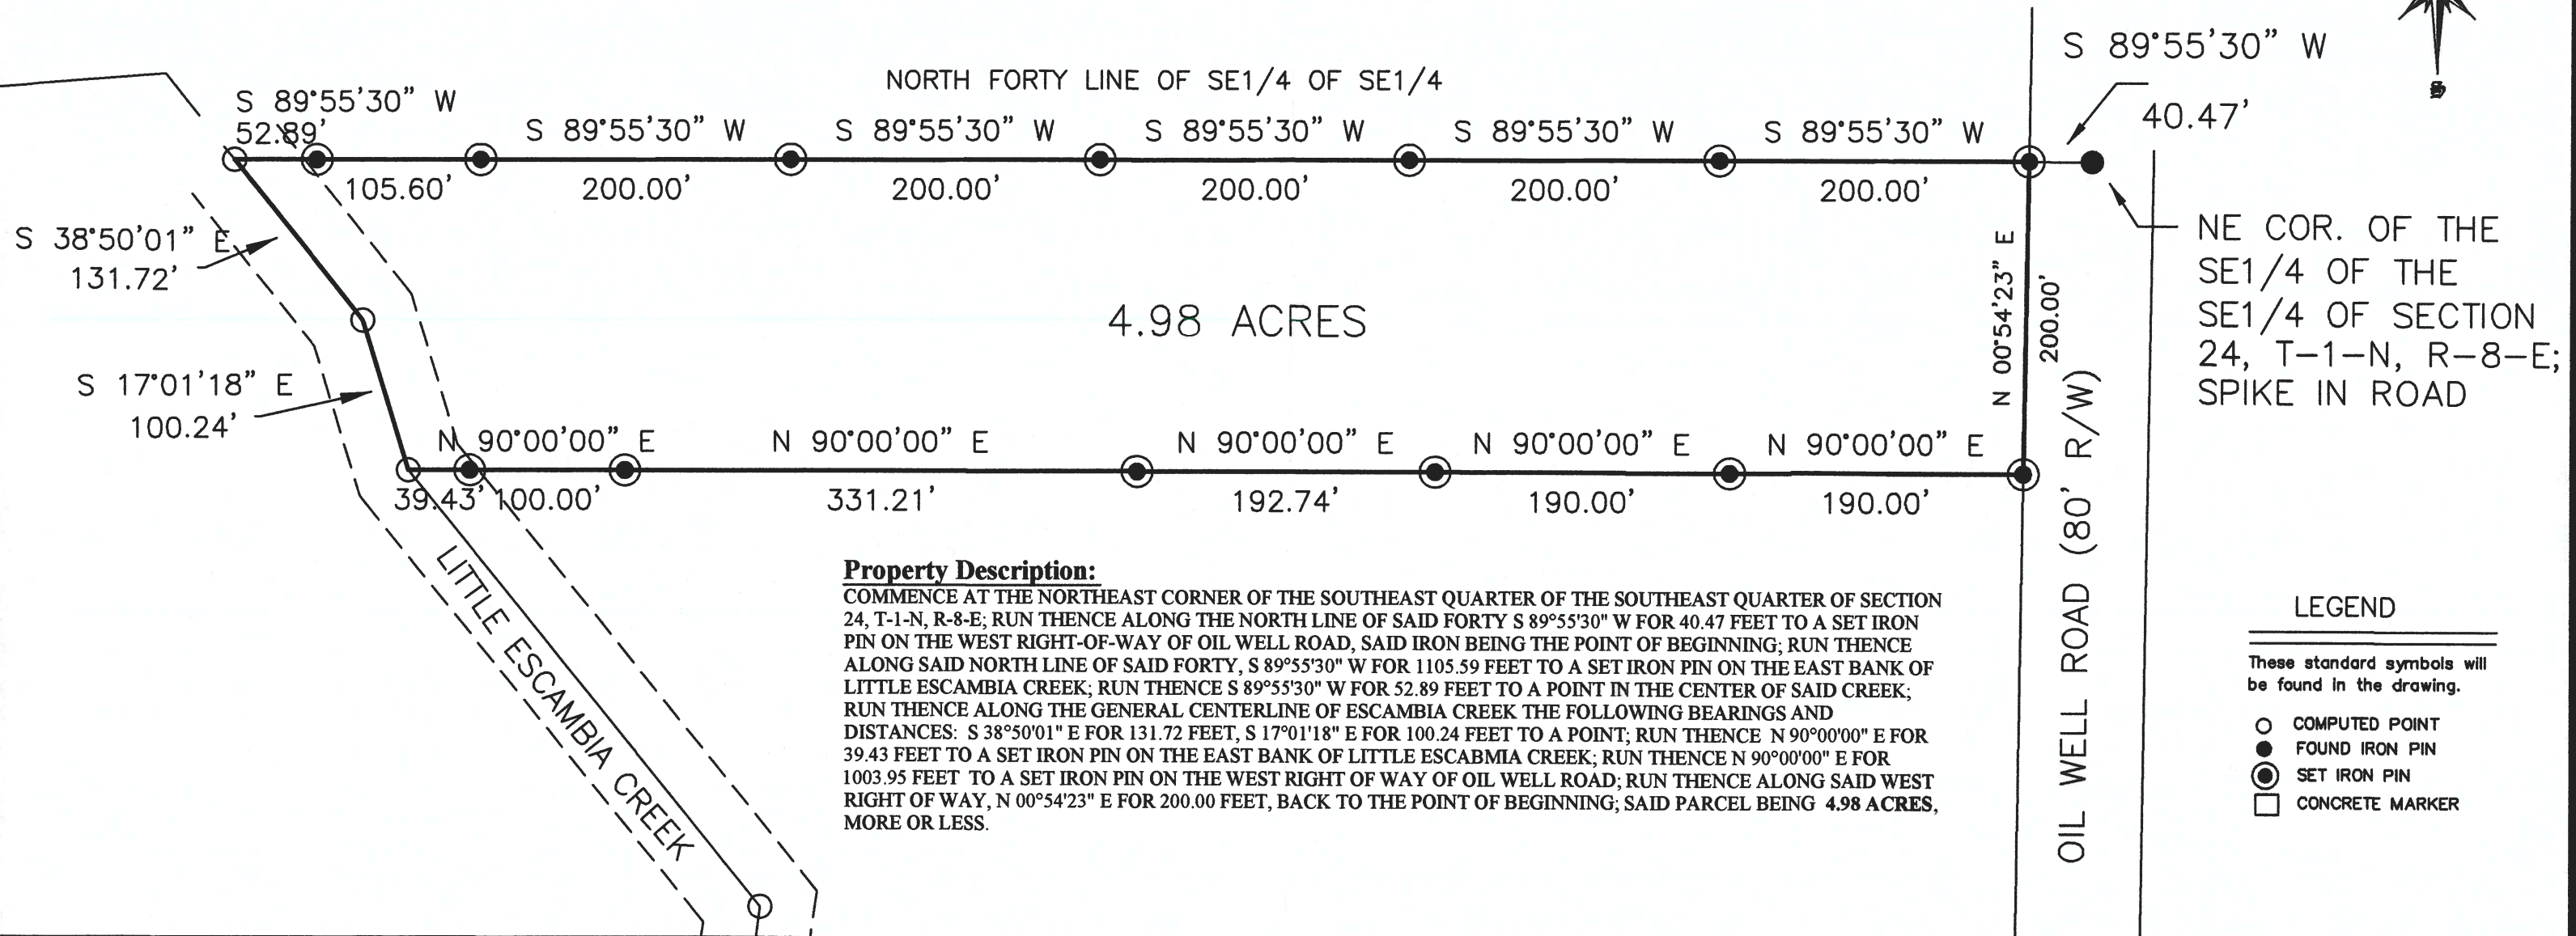 NORTH FORTY LINE OF SE1/4 OF SE1/4
S 89°55'30" W
40.47'
S 89°55'30" W
52.89'
S 89°55'30" W
S 89°55'30" W
S 89°55'30" W
S 89°55'30" W
S 89°55'30" W
105.60'
200.00'
200.00'
200.00'
200.00'
200.00'
S 38°50'01" E
131.72'
S 17°01'18" E
100.24'
4.98 ACRES
N 00°54'23" E
200.00'
NE COR. OF THE
SE1/4 OF THE
SE1/4 OF SECTION
24, T-1-N, R-8-E;
SPIKE IN ROAD
N 90°00'00" E
N 90°00'00" E
N 90°00'00" E
N 90°00'00" E
N 90°00'00" E
39.43'
100.00'
331.21'
192.74'
190.00'
190.00'
LITTLE ESCAMBIA CREEK
OIL WELL ROAD (80' R/W)
Property Description:
COMMENCE AT THE NORTHEAST CORNER OF THE SOUTHEAST QUARTER OF THE SOUTHEAST QUARTER OF SECTION
24, T-1-N, R-8-E; RUN THENCE ALONG THE NORTH LINE OF SAID FORTY S 89°55'30" W FOR 40.47 FEET TO A SET IRON
PIN ON THE WEST RIGHT-OF-WAY OF OIL WELL ROAD, SAID IRON BEING THE POINT OF BEGINNING; RUN THENCE
ALONG SAID NORTH LINE OF SAID FORTY, S 89°55'30" W FOR 1105.59 FEET TO A SET IRON PIN ON THE EAST BANK OF
LITTLE ESCAMBIA CREEK; RUN THENCE S 89°55'30" W FOR 52.89 FEET TO A POINT IN THE CENTER OF SAID CREEK;
RUN THENCE ALONG THE GENERAL CENTERLINE OF ESCAMBIA CREEK THE FOLLOWING BEARINGS AND
DISTANCES: S 38°50'01" E FOR 131.72 FEET, S 17°01'18" E FOR 100.24 FEET TO A POINT; RUN THENCE N 90°00'00" E FOR
39.43 FEET TO A SET IRON PIN ON THE EAST BANK OF LITTLE ESCABMIA CREEK; RUN THENCE N 90°00'00" E FOR
1003.95 FEET TO A SET IRON PIN ON THE WEST RIGHT OF WAY OF OIL WELL ROAD; RUN THENCE ALONG SAID WEST
RIGHT OF WAY, N 00°54'23" E FOR 200.00 FEET, BACK TO THE POINT OF BEGINNING; SAID PARCEL BEING 4.98 ACRES,
MORE OR LESS.
LEGEND
These standard symbols will
be found in the drawing.
COMPUTED POINT
FOUND IRON PIN
SET IRON PIN
CONCRETE MARKER